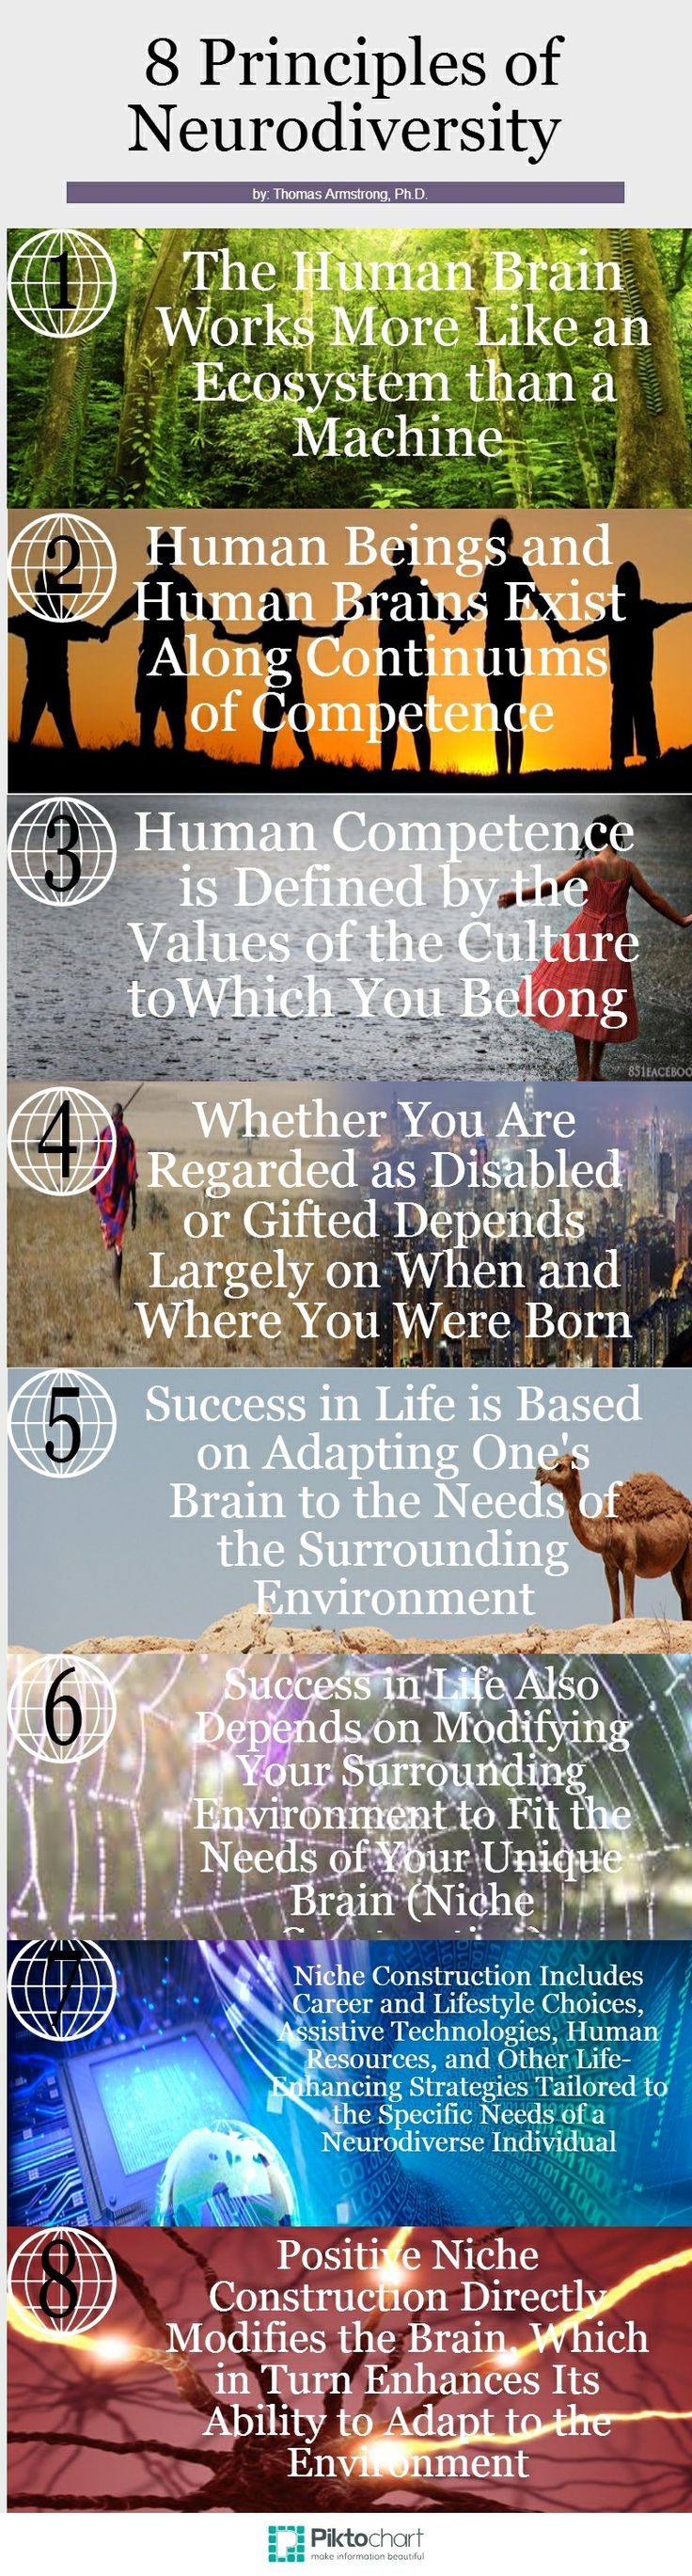 8 Principles of
Neurodiversity
by: Thomas Armstrong, Ph.D.
1
The Human Brain
Works More Like an
Ecosystem than a
Machine
2
Human Beings and
Human Brains Exist
Along Continuums
of Competence
3
Human Competence
is Defined by the
Values of the Culture
toWhich You Belong
851FACEBOO
4
Whether You Are
Regarded as Disabled
or Gifted Depends
Largely on When and
Where You Were Born
5
Success in Life is Based
on Adapting One's
Brain to the Needs of
the Surrounding
Environment
6
Success in Life Also
Depends on Modifying
Your Surrounding
Environment to Fit the
Needs of Your Unique
Brain (Niche
7
Niche Construction Includes
Career and Lifestyle Choices,
Assistive Technologies, Human
Resources, and Other Life-
Enhancing Strategies Tailored to
the Specific Needs of a
Neurodiverse Individual
8
Positive Niche
Construction Directly
Modifies the Brain, Which
in Turn Enhances Its
Ability to Adapt to the
Environment
Piktochart
make information beautiful